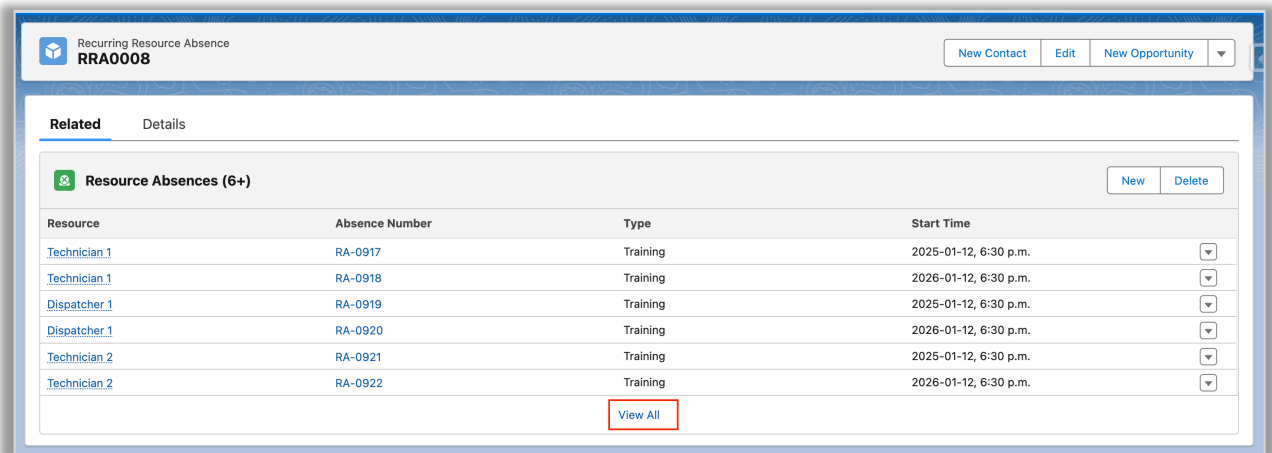 Recurring Resource Absence
RRA0008
New Contact Edit New Opportunity
Related Details
Resource Absences (6+)
New Delete
Resource Absence Number Type Start Time
Technician 1 RA-0917 Training 2025-01-12, 6:30 p.m.
Technician 1 RA-0918 Training 2026-01-12, 6:30 p.m.
Dispatcher 1 RA-0919 Training 2025-01-12, 6:30 p.m.
Dispatcher 1 RA-0920 Training 2026-01-12, 6:30 p.m.
Technician 2 RA-0921 Training 2025-01-12, 6:30 p.m.
Technician 2 RA-0922 Training 2026-01-12, 6:30 p.m.
View All